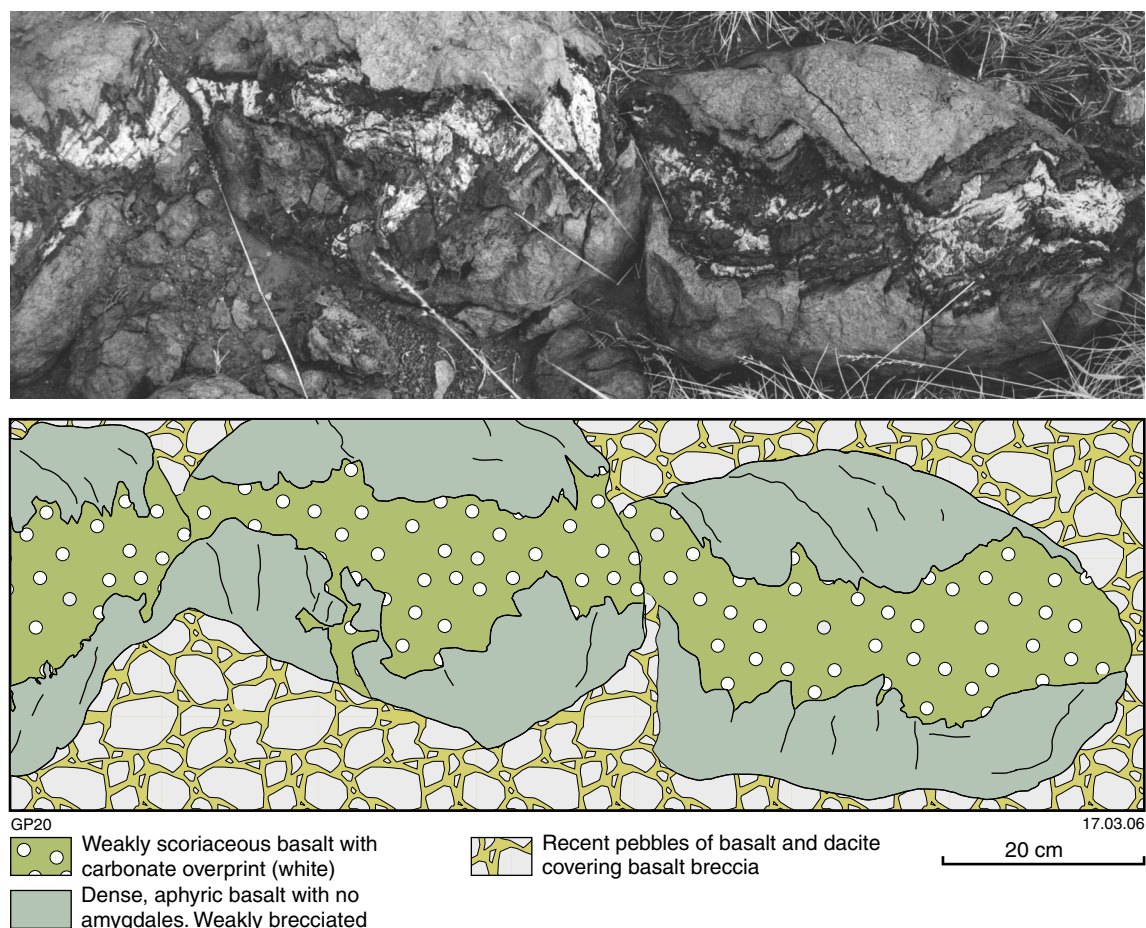 GP20
17.03.06
Weakly scoriaceous basalt with
carbonate overprint (white)
Dense, aphyric basalt with no
amygdales. Weakly brecciated
Recent pebbles of basalt and dacite
covering basalt breccia
20 cm